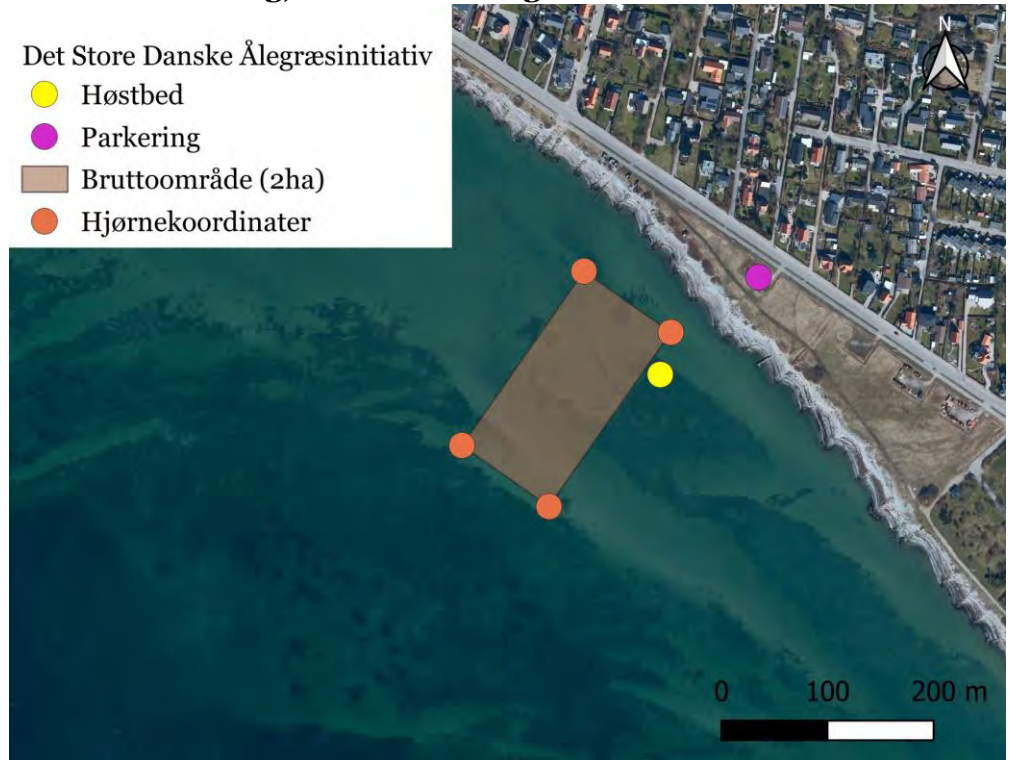 Det Store Danske Ålegræsinitiativ
Høstbed
Parkering
Bruttoområde (2ha)
Hjørnekoordinater
N
0 100 200 m